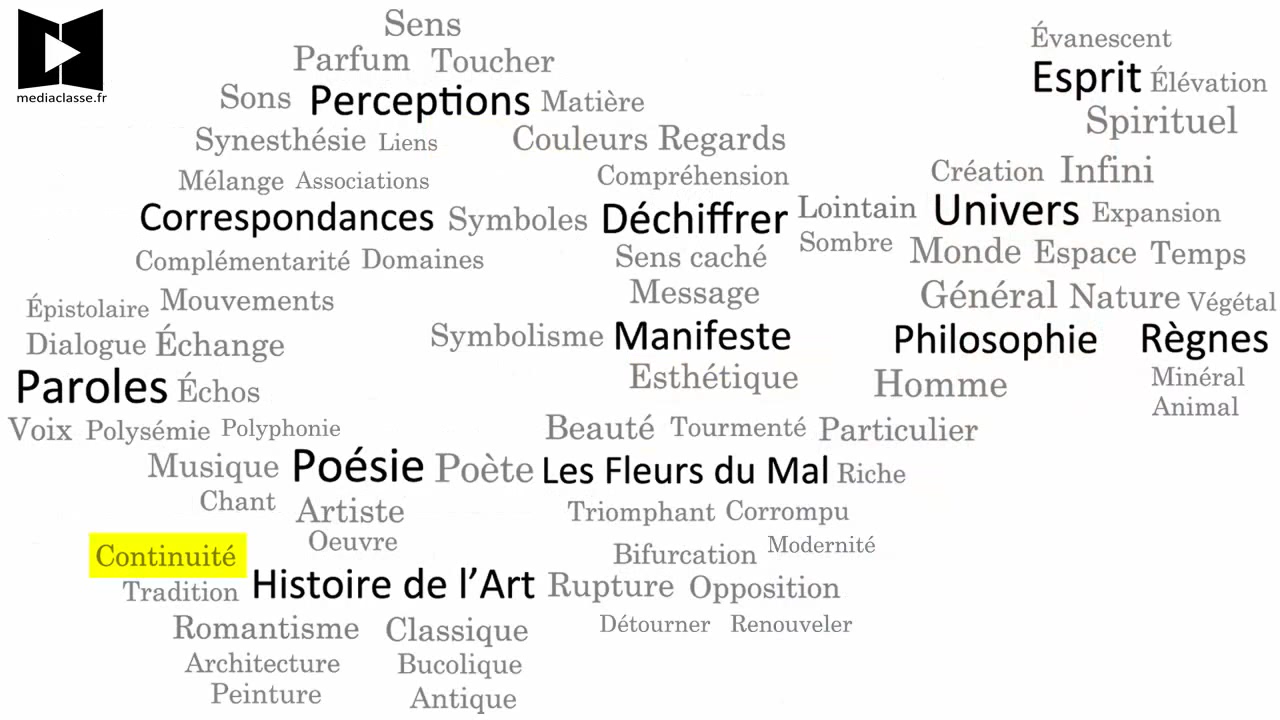 mediaclasse.fr
Sens
Parfum Toucher
Sons Perceptions Matière
Synesthésie Liens Couleurs Regards
Mélange Associations Compréhension
Correspondances Symboles Déchiffrer
Complémentarité Domaines Sens caché
Message
Évanescent
Esprit Élévation
Spirituel
Création Infini
Lointain Univers Expansion
Sombre Monde Espace Temps
Général Nature Végétal
Épistolaire Mouvements
Dialogue Échange
Paroles Échos
Voix Polysémie Polyphonie
Symbolisme Manifeste
Esthétique
Philosophie Règnes
Homme Minéral
Animal
Beauté Tourmenté Particulier
Musique Poésie Poète Les Fleurs du Mal Riche
Chant Artiste Triomphant Corrompu
Oeuvre
Continuité Bifurcation Modernité
Tradition Histoire de l’Art Rupture Opposition
Romantisme Classique Détourner Renouveler
Architecture Bucolique
Peinture Antique